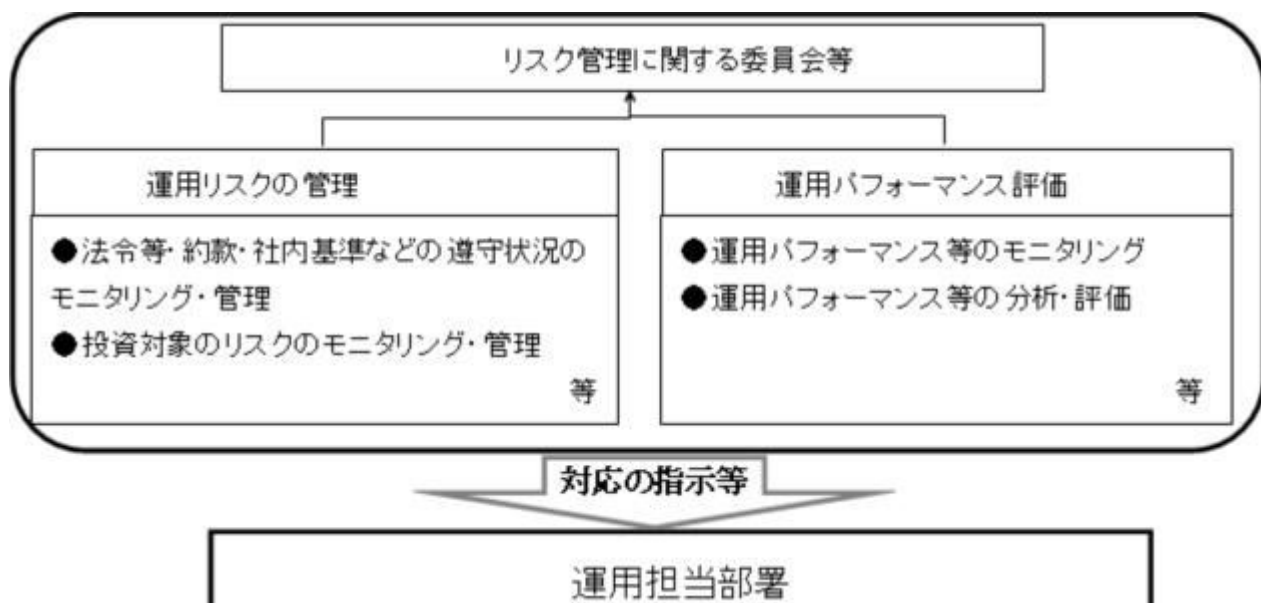 リスク管理に関する委員会等
運用リスクの管理
●法令等・約款・社内基準などの遵守状況の
モニタリング・管理
●投資対象のリスクのモニタリング・管理
等
運用パフォーマンス評価
●運用パフォーマンス等のモニタリング
●運用パフォーマンス等の分析・評価
等
対応の指示等
運用担当部署